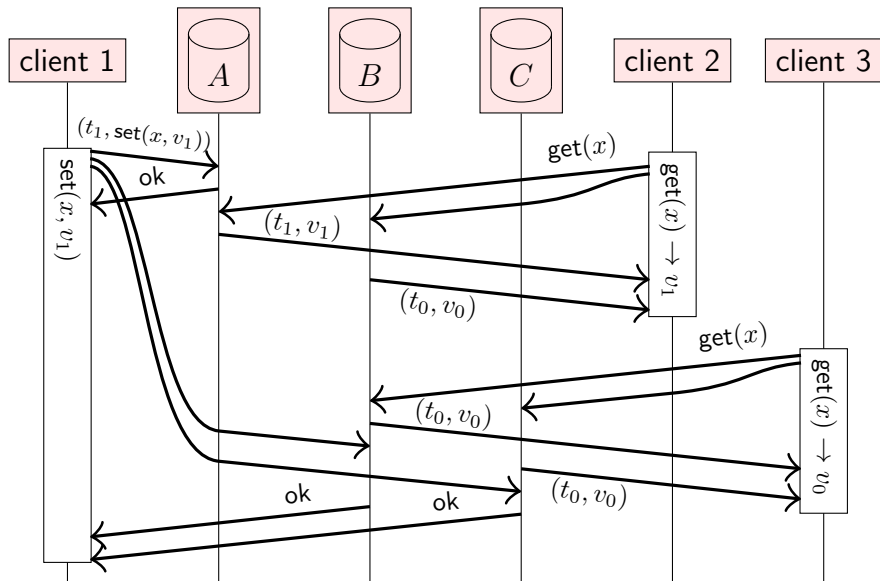 client 1
A
B
C
client 2
client 3
(t₁, set(x, v₁))
ok
set(x, v₁)
get(x)
get(x) → v₁
(t₁, v₁)
(t₀, v₀)
get(x)
get(x) → v₀
(t₀, v₀)
(t₀, v₀)
ok
ok